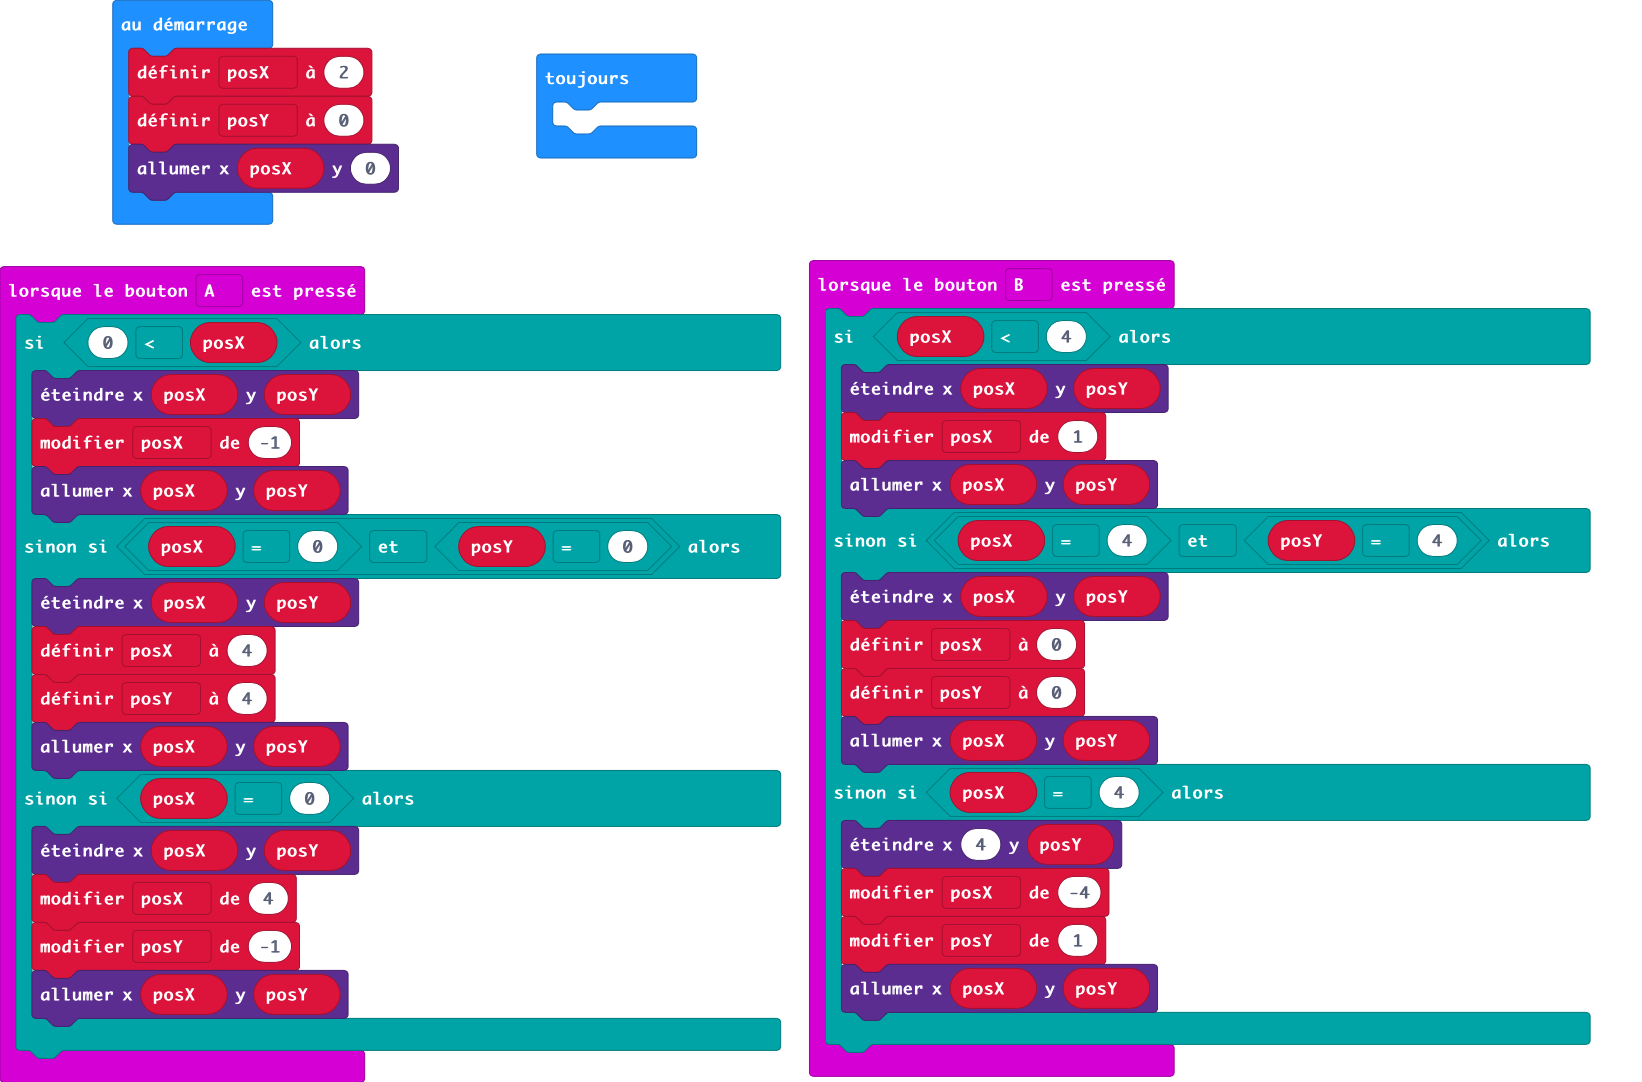 au démarrage
définir posX à 2
définir posY à 0
allumer x posX y 0
toujours
lorsque le bouton A est pressé
si 0 < posX alors
éteindre x posX y posY
modifier posX de -1
allumer x posX y posY
sinon si posX = 0 et posY = 0 alors
éteindre x posX y posY
définir posX à 4
définir posY à 4
allumer x posX y posY
sinon si posX = 0 alors
éteindre x posX y posY
modifier posX de 4
modifier posY de -1
allumer x posX y posY
lorsque le bouton B est pressé
si posX < 4 alors
éteindre x posX y posY
modifier posX de 1
allumer x posX y posY
sinon si posX = 4 et posY = 4 alors
éteindre x posX y posY
définir posX à 0
définir posY à 0
allumer x posX y posY
sinon si posX = 4 alors
éteindre x 4 y posY
modifier posX de -4
modifier posY de 1
allumer x posX y posY